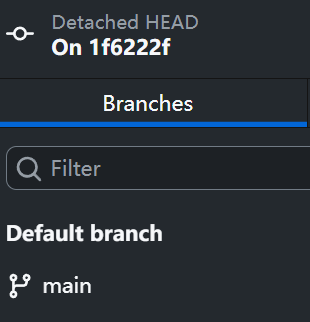 Detached HEAD
On 1f6222f
Branches
Filter
Default branch
main